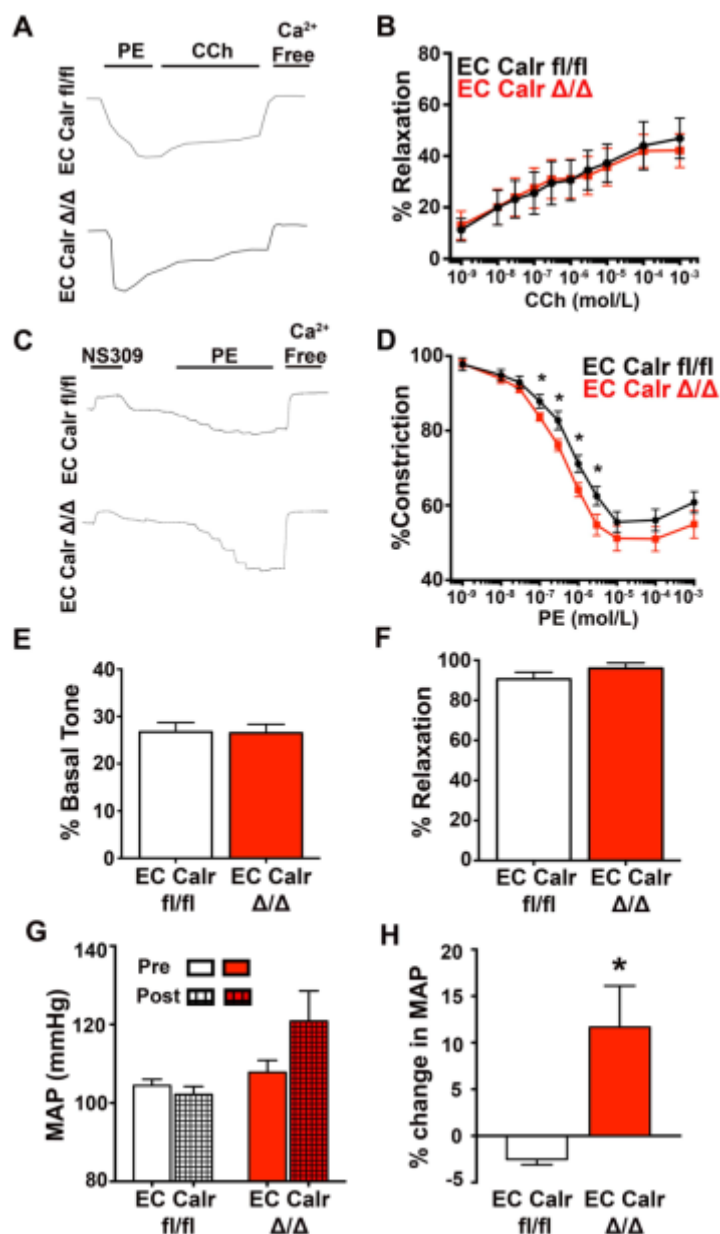 A
PE
CCh
Ca²⁺
Free
EC Calr fl/fl
EC Calr Δ/Δ
B
EC Calr fl/fl
EC Calr Δ/Δ
% Relaxation
80
60
40
20
0
10⁻⁹ 10⁻⁸ 10⁻⁷ 10⁻⁶ 10⁻⁵ 10⁻⁴ 10⁻³
CCh (mol/L)
C
NS309
PE
Ca²⁺
Free
EC Calr fl/fl
EC Calr Δ/Δ
D
EC Calr fl/fl
EC Calr Δ/Δ
%Constriction
100
80
60
40
* * * *
10⁻⁹ 10⁻⁸ 10⁻⁷ 10⁻⁶ 10⁻⁵ 10⁻⁴ 10⁻³
PE (mol/L)
E
% Basal Tone
40
30
20
10
0
EC Calr EC Calr
fl/fl Δ/Δ
F
% Relaxation
100
80
60
40
20
0
EC Calr EC Calr
fl/fl Δ/Δ
G
MAP (mmHg)
140
120
100
80
Pre
Post
EC Calr EC Calr
fl/fl Δ/Δ
H
% change in MAP
20
15
10
5
0
-5
*
EC Calr EC Calr
fl/fl Δ/Δ